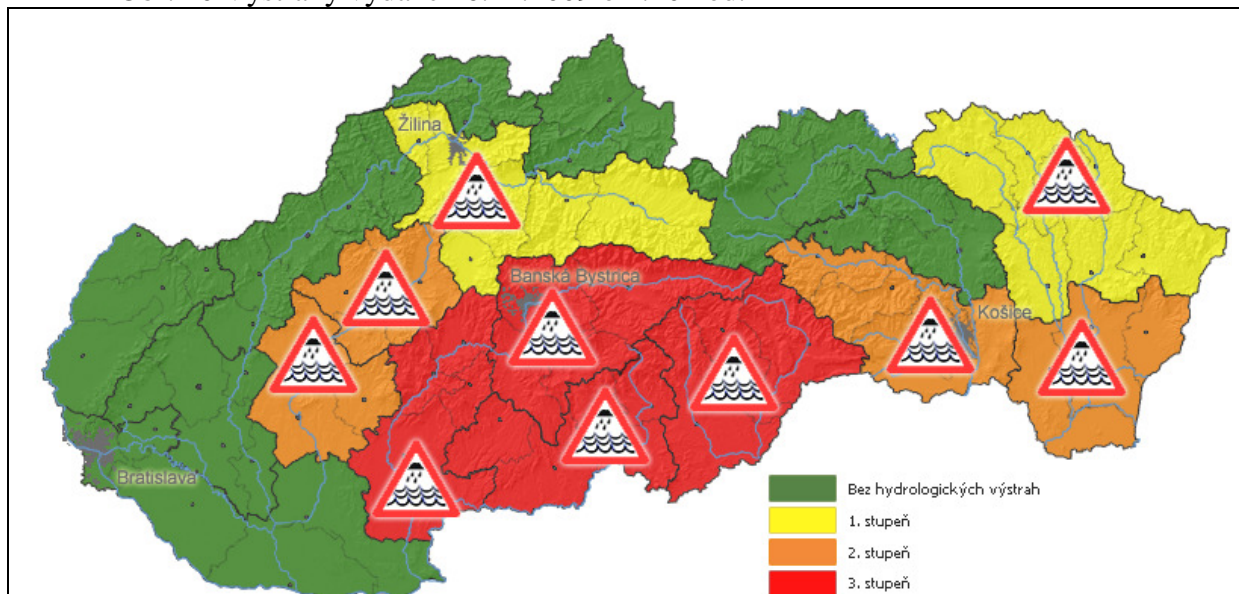 Žilina
Banská Bystrica
Košice
Bratislava
Bez hydrologických výstrah
1. stupeň
2. stupeň
3. stupeň